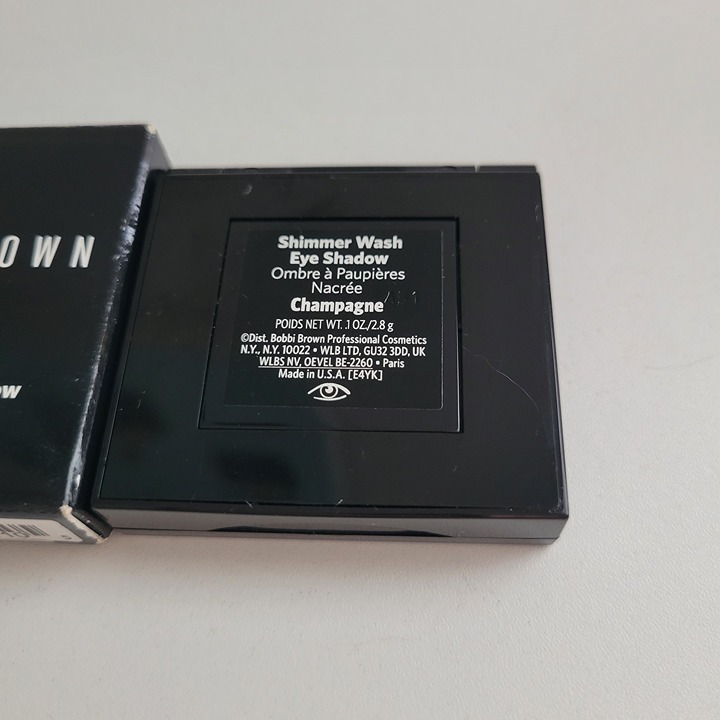 OWN
ow
Shimmer Wash
Eye Shadow
Ombre à Paupières
Nacrée
Champagne
POIDS NET WT. .1 OZ./2.8 g
©Dist. Bobbi Brown Professional Cosmetics
N.Y., N.Y. 10022 • WLB LTD, GU32 3DD, UK
WLBS NV, OEVEL BE-2260 • Paris
Made in U.S.A. [E4YK]